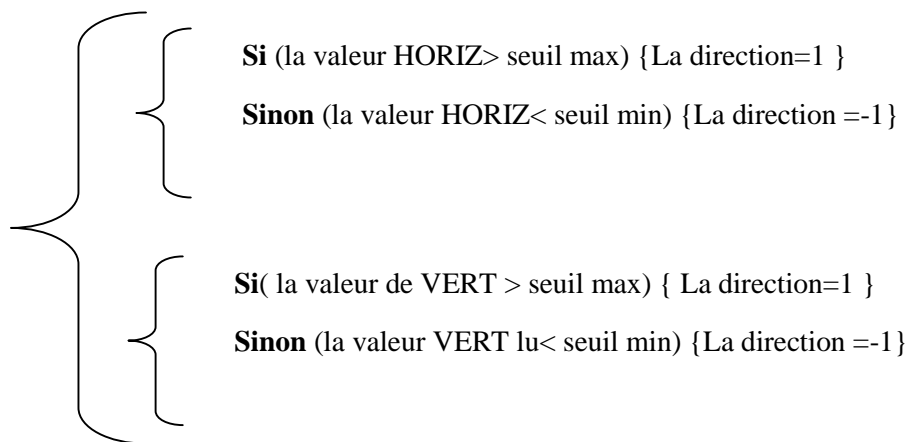 Si (la valeur HORIZ> seuil max) {La direction=1 }
Sinon (la valeur HORIZ< seuil min) {La direction =-1}
Si( la valeur de VERT > seuil max) { La direction=1 }
Sinon (la valeur VERT lu< seuil min) {La direction =-1}